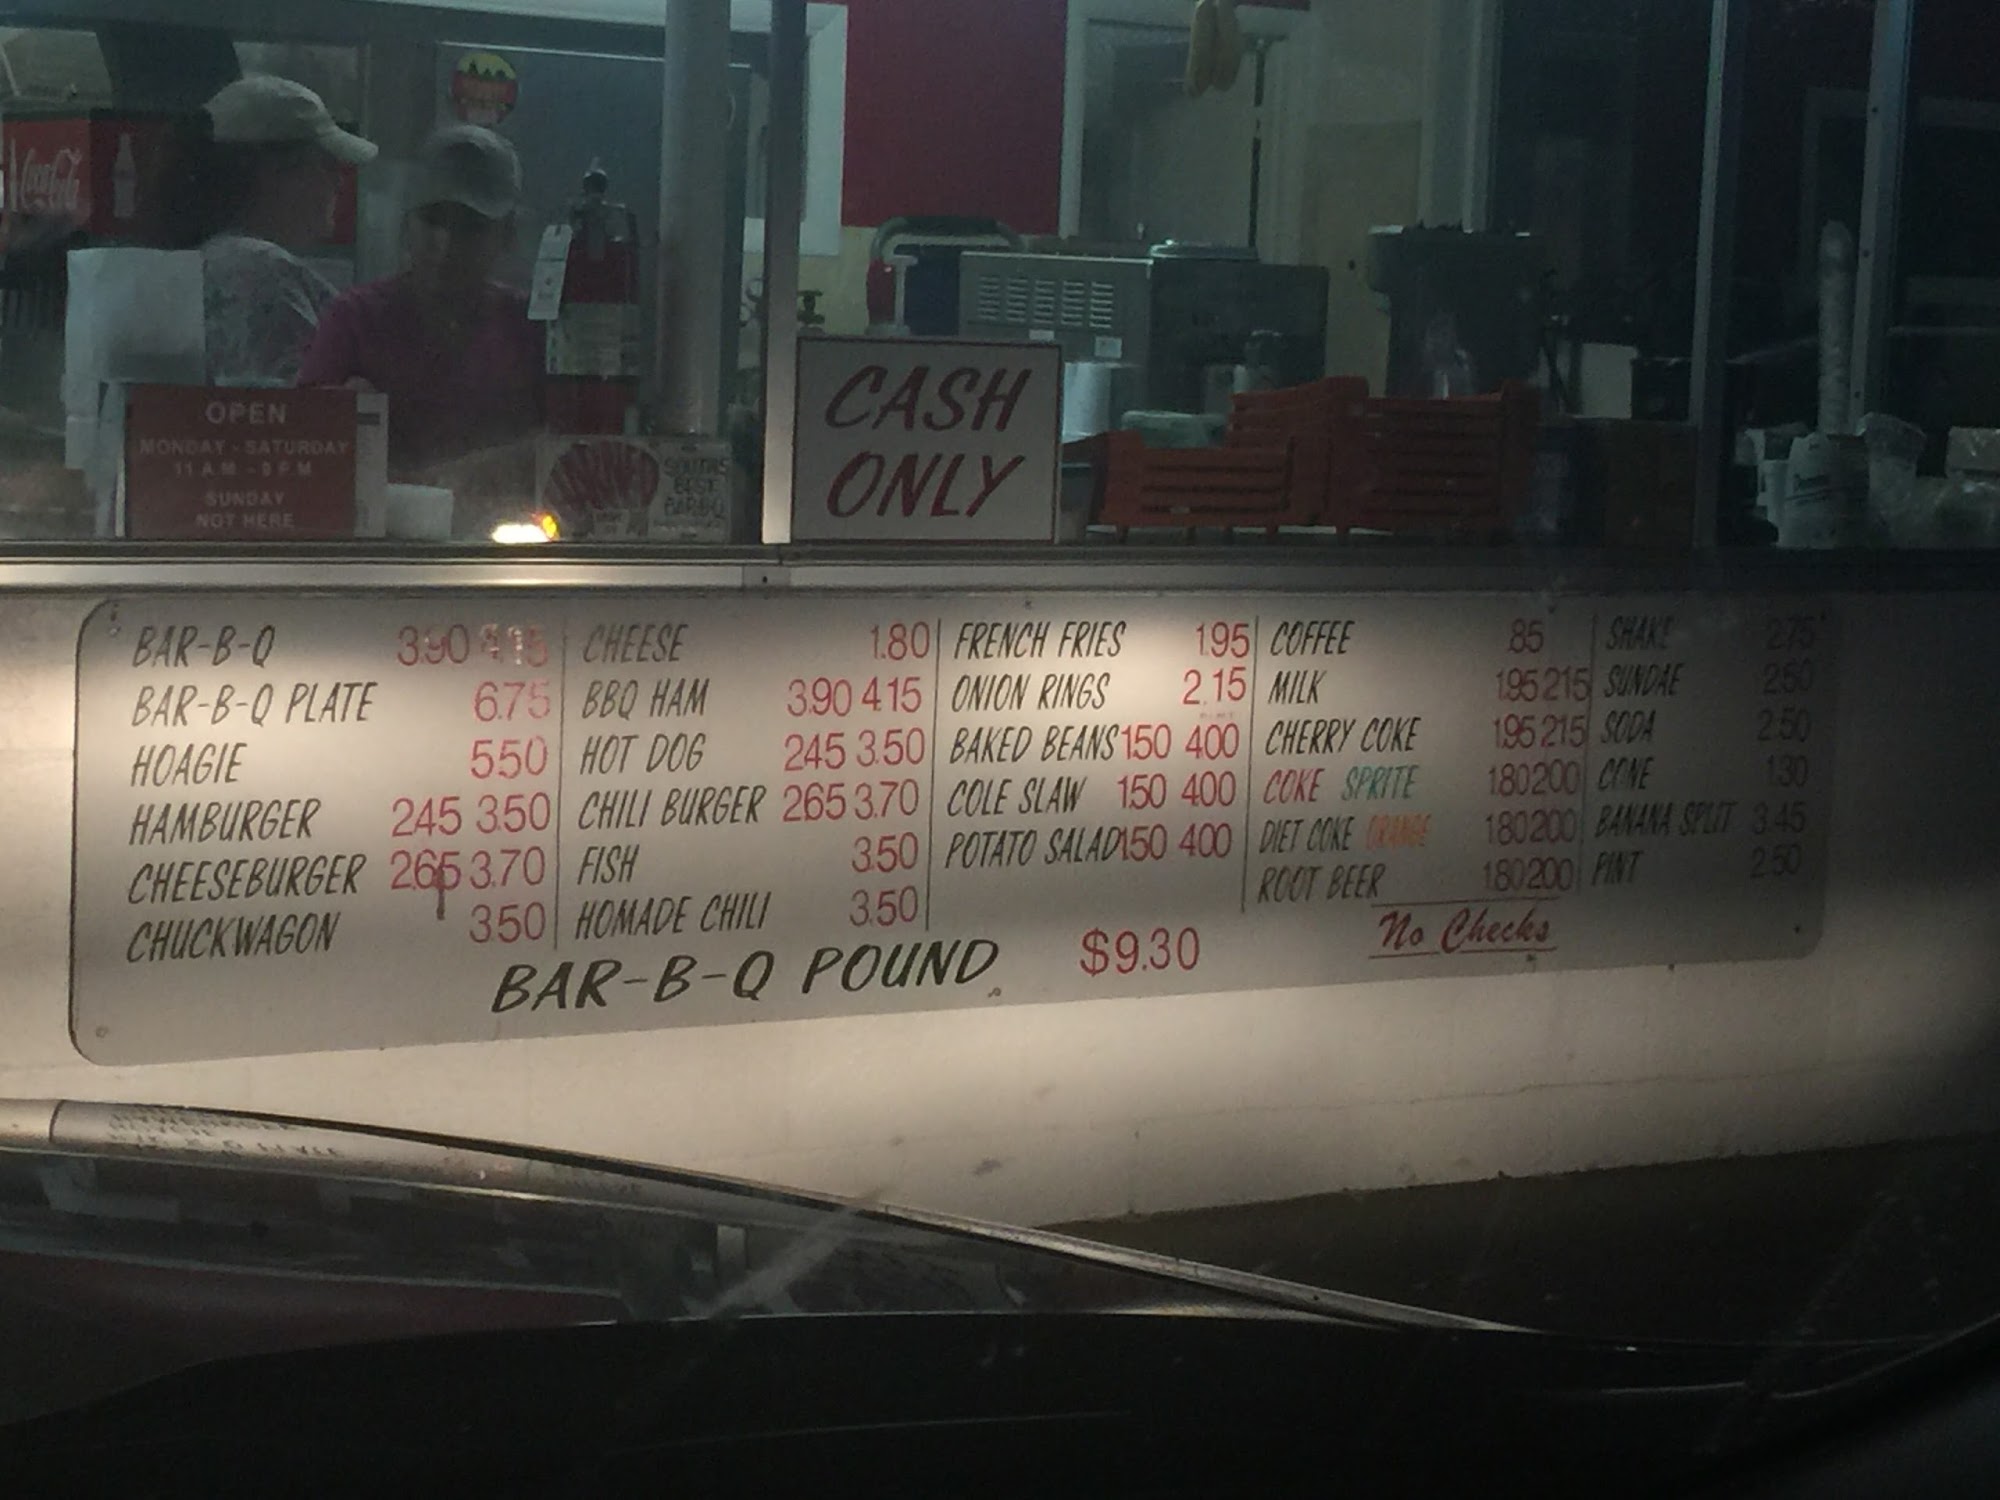 Coca-Cola
OPEN
MONDAY - SATURDAY
11 A M - 9 P M
SUNDAY
NOT HERE
SOUTH'S
BEST
BAR-B-Q
CASH
ONLY
BAR-B-Q 3.90 4.15
BAR-B-Q PLATE 6.75
HOAGIE 5.50
HAMBURGER 2.45 3.50
CHEESEBURGER 2.65 3.70
CHUCKWAGON 3.50
CHEESE 1.80
BBQ HAM 3.90 4.15
HOT DOG 2.45 3.50
CHILI BURGER 2.65 3.70
FISH 3.50
HOMADE CHILI 3.50
FRENCH FRIES 1.95
ONION RINGS 2.15
BAKED BEANS 1.50 4.00
COLE SLAW 1.50 4.00
POTATO SALAD 1.50 4.00
COFFEE .85
MILK 1.95 2.15
CHERRY COKE 1.95 2.15
COKE SPRITE 1.80 2.00
DIET COKE ORANGE 1.80 2.00
ROOT BEER 1.80 2.00
SHAKE 2.75
SUNDAE 2.50
SODA 2.50
CONE 1.30
BANANA SPLIT 3.45
PINT 2.50
No Checks
BAR-B-Q POUND $9.30